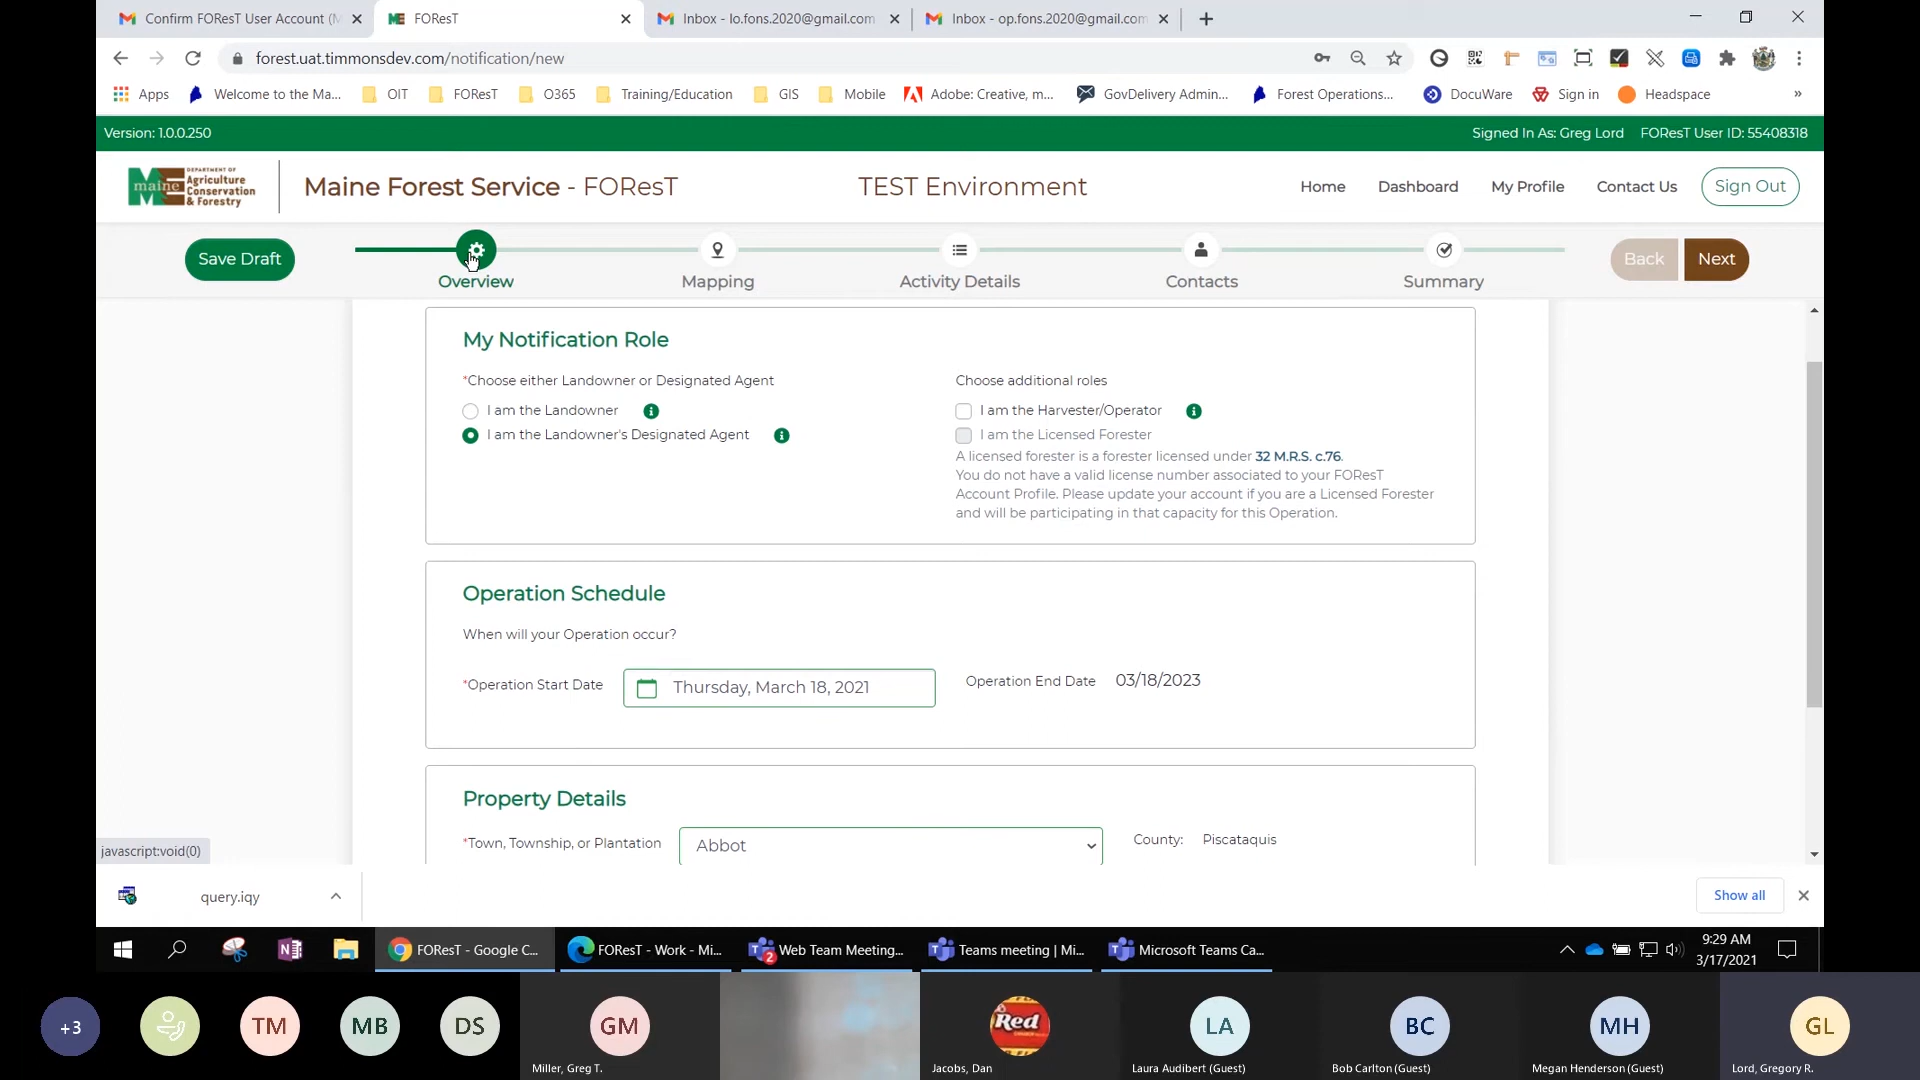 Confirm FOResT User Account (M
FOResT
Inbox - lo.fons.2020@gmail.com
Inbox - op.fons.2020@gmail.com
forest.uat.timmonsdev.com/notification/new
Apps
Welcome to the Ma...
OIT
FOResT
O365
Training/Education
GIS
Mobile
Adobe: Creative, m...
GovDelivery Admin...
Forest Operations...
DocuWare
Sign in
Headspace
»
Version: 1.0.0.250
Signed In As: Greg Lord
FOResT User ID: 55408318
maine
DEPARTMENT OF
Agriculture
Conservation
& Forestry
Maine Forest Service - FOResT
TEST Environment
Home
Dashboard
My Profile
Contact Us
Sign Out
Save Draft
Overview
Mapping
Activity Details
Contacts
Summary
Back
Next
My Notification Role
*Choose either Landowner or Designated Agent
I am the Landowner
I am the Landowner's Designated Agent
Choose additional roles
I am the Harvester/Operator
I am the Licensed Forester
A licensed forester is a forester licensed under 32 M.R.S. c.76.
You do not have a valid license number associated to your FOResT
Account Profile. Please update your account if you are a Licensed Forester
and will be participating in that capacity for this Operation.
Operation Schedule
When will your Operation occur?
*Operation Start Date
Thursday, March 18, 2021
Operation End Date
03/18/2023
Property Details
*Town, Township, or Plantation
Abbot
County:
Piscataquis
javascript:void(0)
query.iqy
Show all
FOResT - Google C...
FOResT - Work - Mi...
2
Web Team Meeting...
Teams meeting | Mi...
Microsoft Teams Ca...
9:29 AM
3/17/2021
+3
TM
MB
DS
GM
Miller, Greg T.
Red
Jacobs, Dan
LA
Laura Audibert (Guest)
BC
Bob Carlton (Guest)
MH
Megan Henderson (Guest)
GL
Lord, Gregory R.